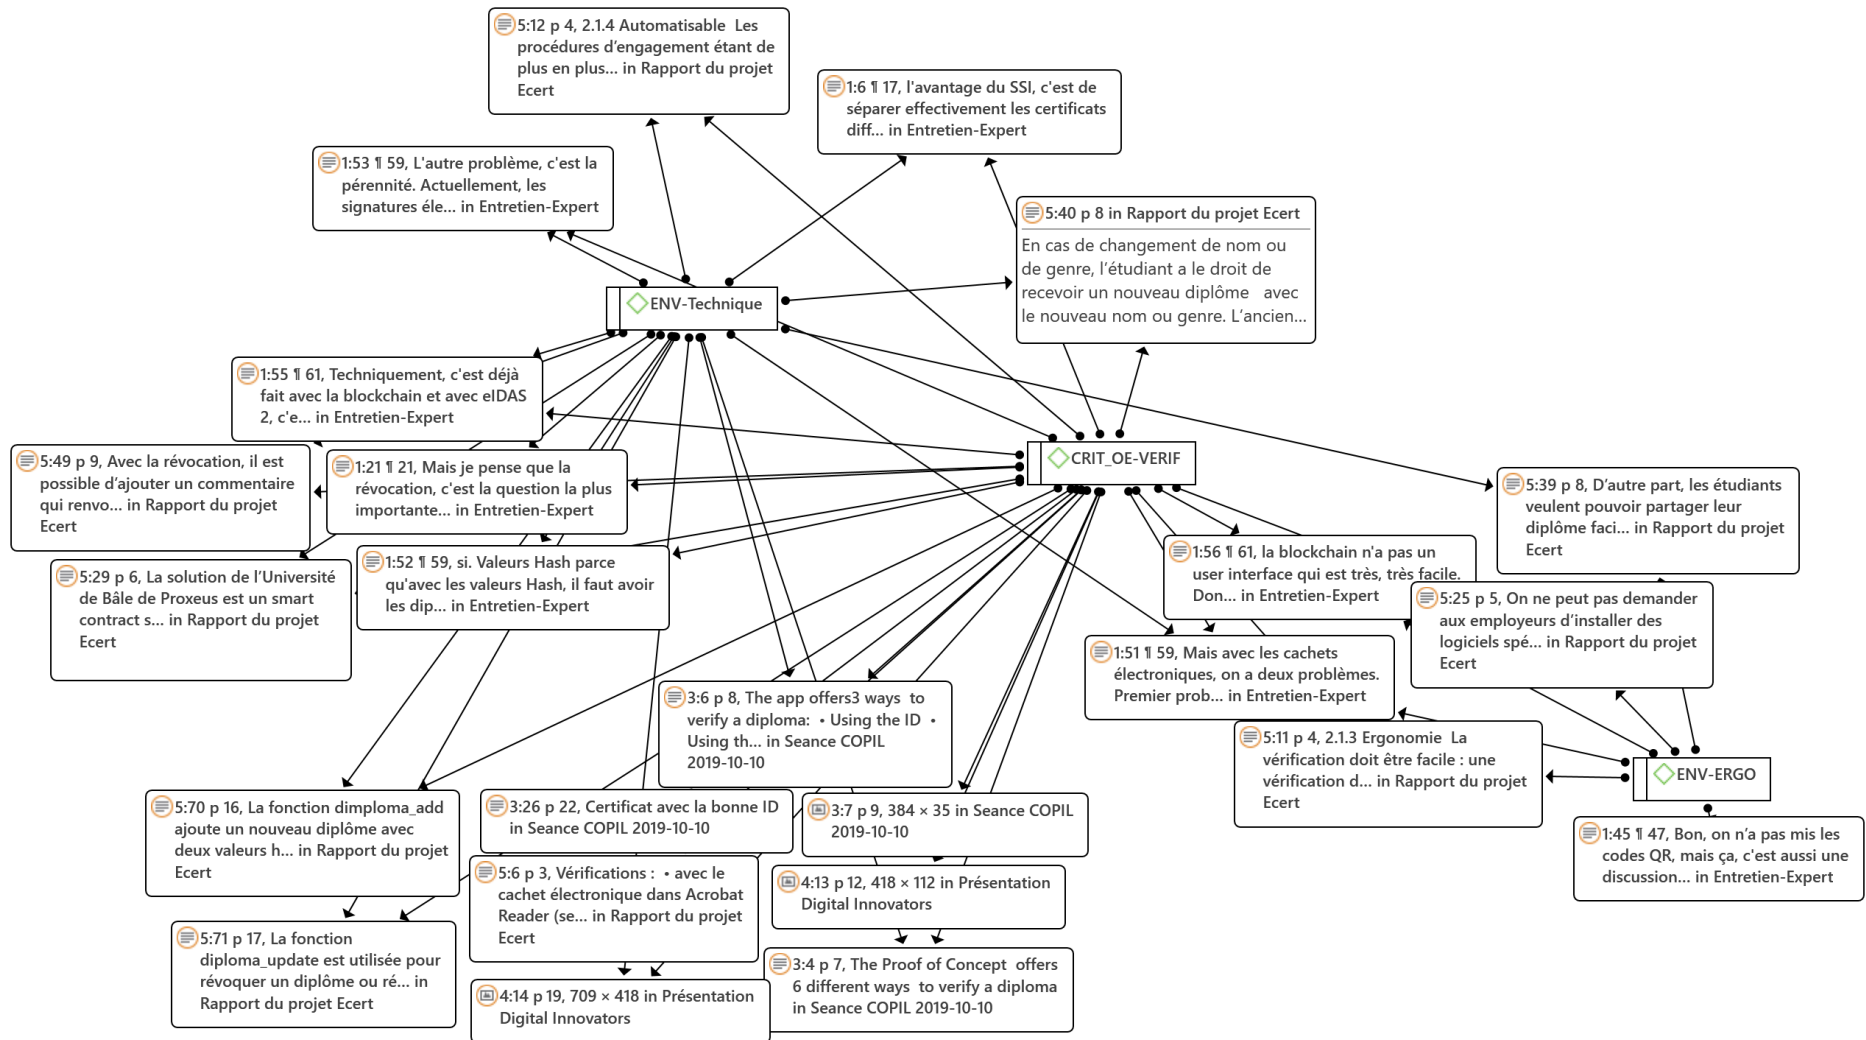 5:12 p 4, 2.1.4 Automatisable Les
procédures d'engagement étant de
plus en plus... in Rapport du projet
Ecert
1:6 ¶ 17, l'avantage du SSI, c'est de
séparer effectivement les certificats
diff... in Entretien-Expert
1:53 ¶ 59, L'autre problème, c'est la
pérennité. Actuellement, les
signatures éle... in Entretien-Expert
5:40 p 8 in Rapport du projet Ecert
En cas de changement de nom ou
de genre, l'étudiant a le droit de
recevoir un nouveau diplôme avec
le nouveau nom ou genre. L'ancien...
ENV-Technique
1:55 ¶ 61, Techniquement, c'est déjà
fait avec la blockchain et avec eIDAS
2, c'e... in Entretien-Expert
CRIT_OE-VERIF
5:49 p 9, Avec la révocation, il est
possible d'ajouter un commentaire
qui renvo... in Rapport du projet
Ecert
1:21 ¶ 21, Mais je pense que la
révocation, c'est la question la plus
importante... in Entretien-Expert
5:39 p 8, D'autre part, les étudiants
veulent pouvoir partager leur
diplôme faci... in Rapport du projet
Ecert
5:29 p 6, La solution de l'Université
de Bâle de Proxeus est un smart
contract s... in Rapport du projet
Ecert
1:52 ¶ 59, si. Valeurs Hash parce
qu'avec les valeurs Hash, il faut avoir
les dip... in Entretien-Expert
1:56 ¶ 61, la blockchain n'a pas un
user interface qui est très, très facile.
Don... in Entretien-Expert
5:25 p 5, On ne peut pas demander
aux employeurs d'installer des
logiciels spé... in Rapport du projet
Ecert
1:51 ¶ 59, Mais avec les cachets
électroniques, on a deux problèmes.
Premier prob... in Entretien-Expert
3:6 p 8, The app offers3 ways to
verify a diploma: • Using the ID •
Using th... in Seance COPIL
2019-10-10
5:11 p 4, 2.1.3 Ergonomie La
vérification doit être facile : une
vérification d... in Rapport du projet
Ecert
ENV-ERGO
5:70 p 16, La fonction dimploma_add
ajoute un nouveau diplôme avec
deux valeurs h... in Rapport du projet
Ecert
3:26 p 22, Certificat avec la bonne ID
in Seance COPIL 2019-10-10
3:7 p 9, 384 × 35 in Seance COPIL
2019-10-10
1:45 ¶ 47, Bon, on n'a pas mis les
codes QR, mais ça, c'est aussi une
discussion... in Entretien-Expert
5:6 p 3, Vérifications : • avec le
cachet électronique dans Acrobat
Reader (se... in Rapport du projet
Ecert
4:13 p 12, 418 × 112 in Présentation
Digital Innovators
5:71 p 17, La fonction
diploma_update est utilisée pour
révoquer un diplôme ou ré... in
Rapport du projet Ecert
3:4 p 7, The Proof of Concept offers
6 different ways to verify a diploma
in Seance COPIL 2019-10-10
4:14 p 19, 709 × 418 in Présentation
Digital Innovators